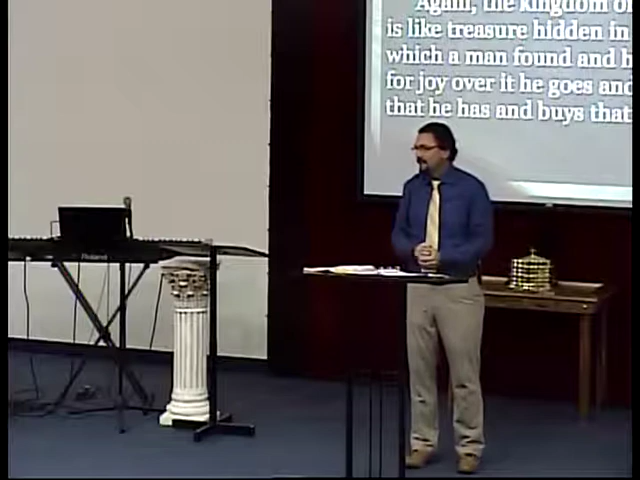 Again, the kingdom o
is like treasure hidden in
which a man found and h
for joy over it he goes and
that he has and buys that
Roland